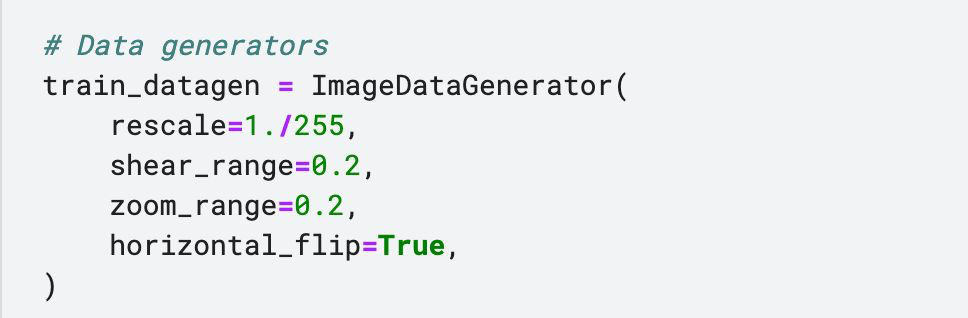 # Data generators
train_datagen = ImageDataGenerator(
    rescale=1./255,
    shear_range=0.2,
    zoom_range=0.2,
    horizontal_flip=True,
)